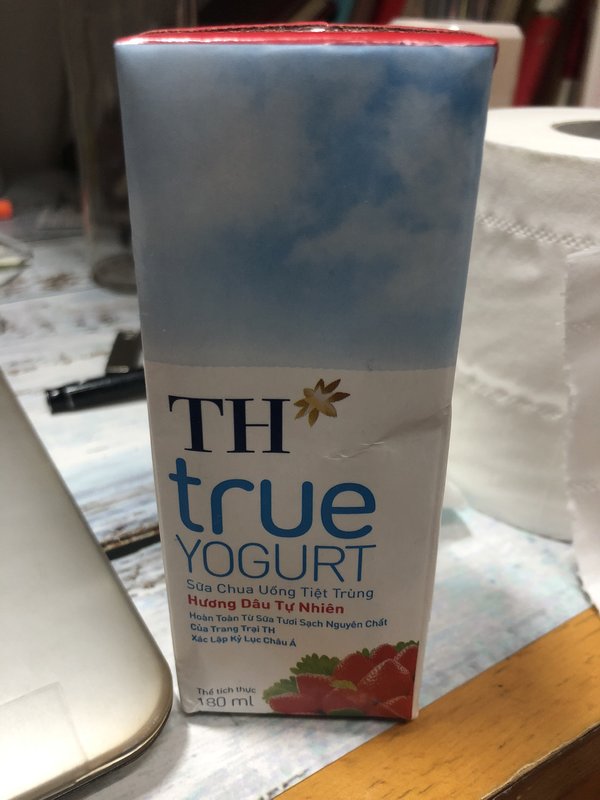 TH
true
YOGURT
Sữa Chua Uống Tiệt Trùng
Hương Dâu Tự Nhiên
Hoàn Toàn Từ Sữa Tươi Sạch Nguyên Chất
Của Trang Trại TH
Xác Lập Kỷ Lục Châu Á
Thể tích thực
180 ml